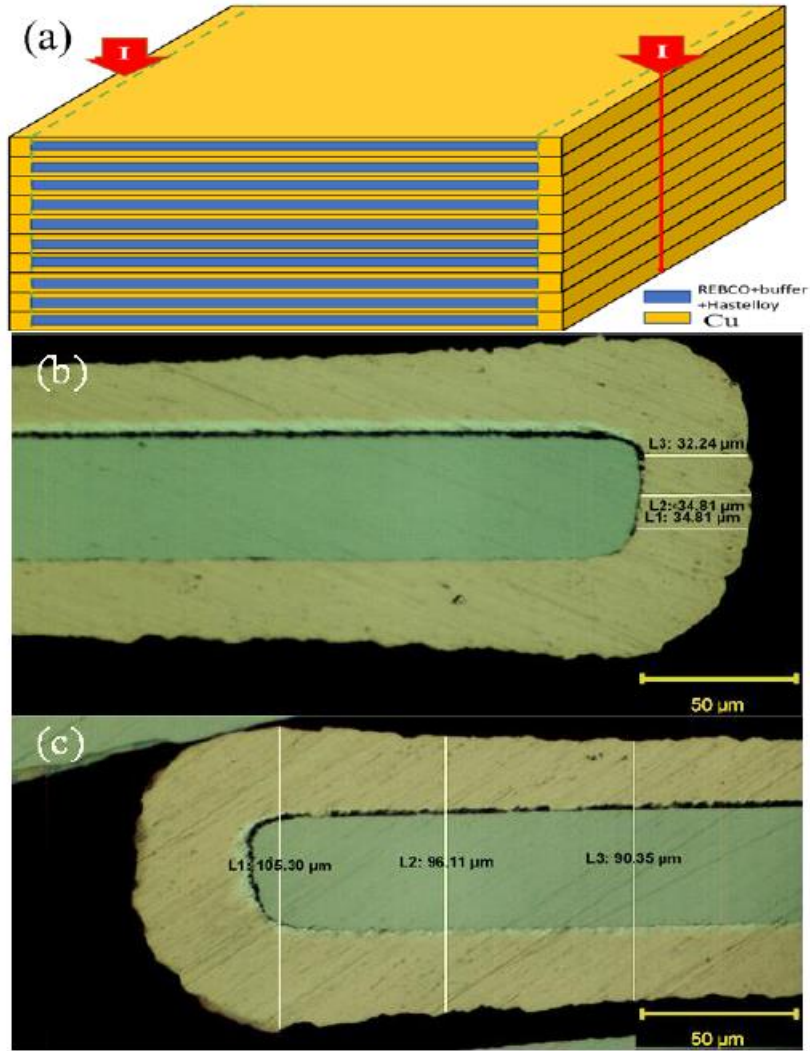 (a)
I
I
REBCO+buffer
+Hastelloy
Cu
(b)
L3: 32.24 µm
L2: 34.81 µm
L1: 34.81 µm
50 µm
(c)
L1: 105.30 µm
L2: 96.11 µm
L3: 90.35 µm
50 µm